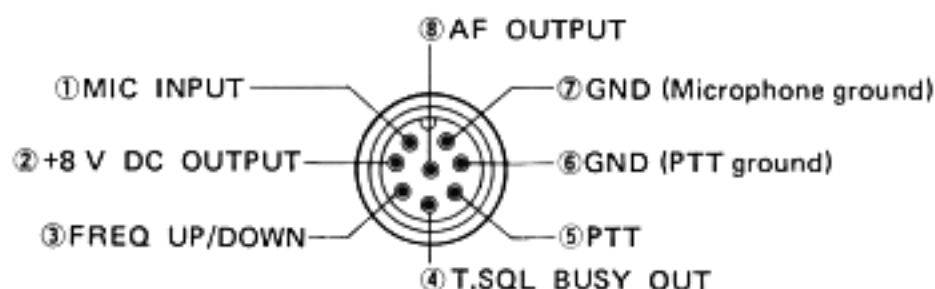 ⑧AF OUTPUT
①MIC INPUT
⑦GND (Microphone ground)
②+8 V DC OUTPUT
⑥GND (PTT ground)
③FREQ UP/DOWN
⑤PTT
④T.SQL BUSY OUT